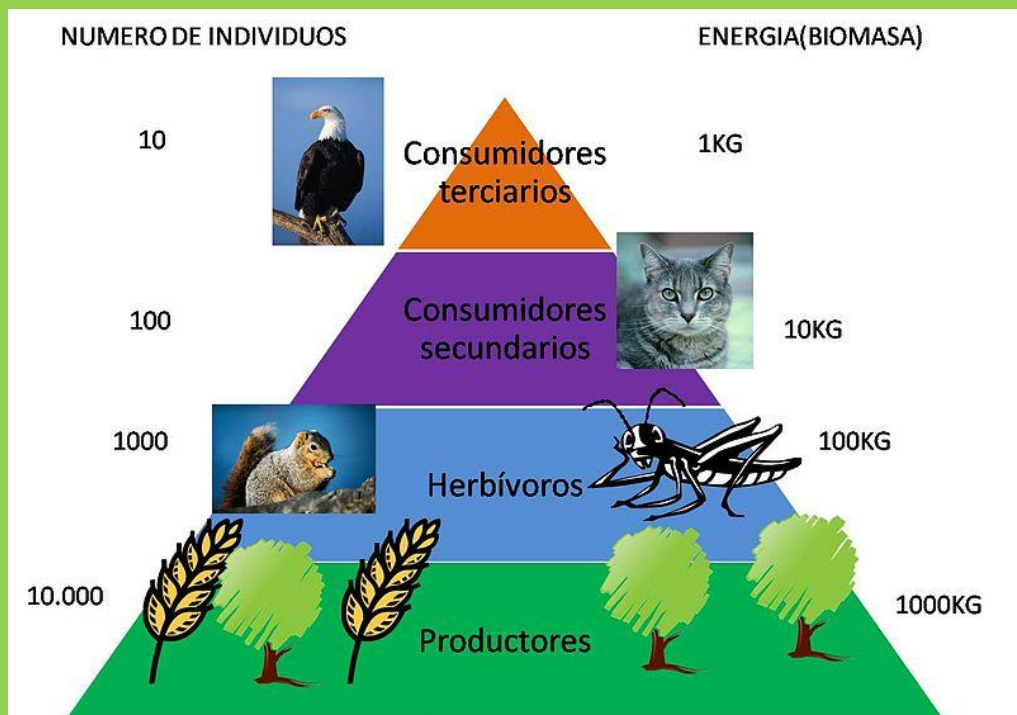 NUMERO DE INDIVIDUOS
ENERGIA(BIOMASA)
10
Consumidores
terciarios
1KG
100
Consumidores
secundarios
10KG
1000
Herbívoros
100KG
10.000
Productores
1000KG